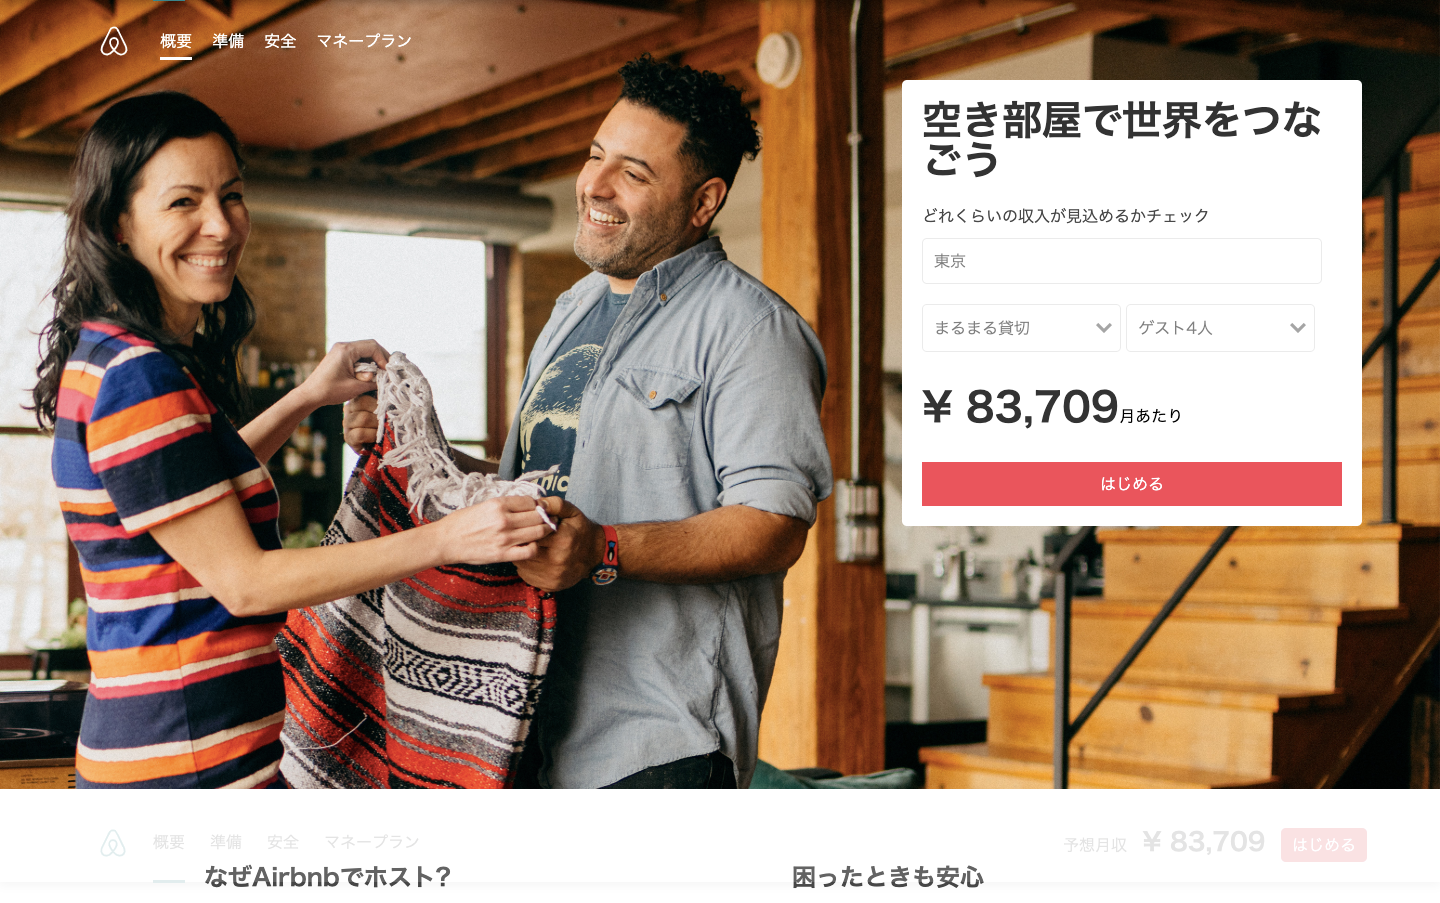 概要 準備 安全 マネープラン
空き部屋で世界をつな
ごう
どれくらいの収入が見込めるかチェック
東京
まるまる貸切 ゲスト4人
¥ 83,709月あたり
はじめる
概要 準備 安全 マネープラン 予想月収 ¥ 83,709 はじめる
なぜAirbnbでホスト? 困ったときも安心